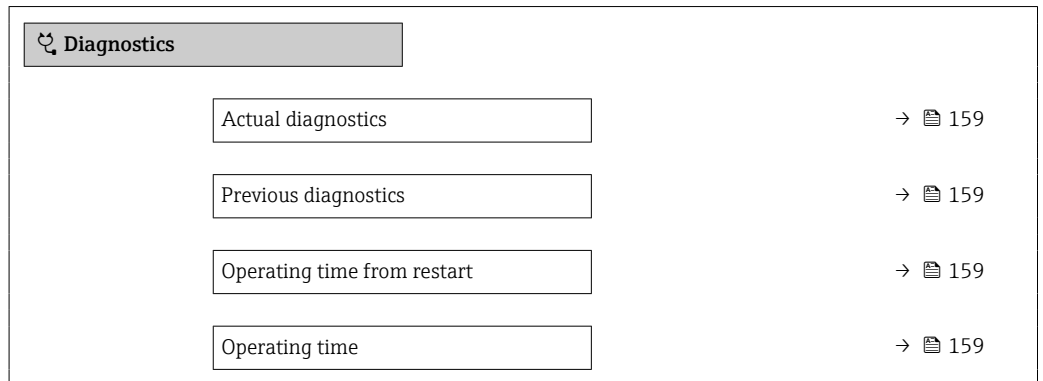 Diagnostics
Actual diagnostics → 159
Previous diagnostics → 159
Operating time from restart → 159
Operating time → 159